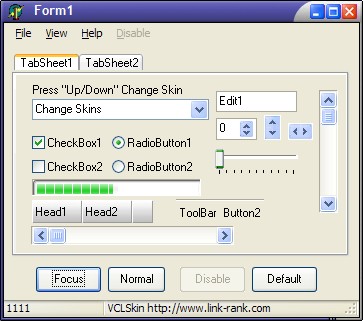 Form1
File View Help Disable
TabSheet1 TabSheet2
Press "Up/Down" Change Skin
Change Skins
Edit1
0
CheckBox1 RadioButton1
CheckBox2 RadioButton2
Head1 Head2
ToolBar Button2
Focus Normal Disable Default
1111 VCLSkin http://www.link-rank.com